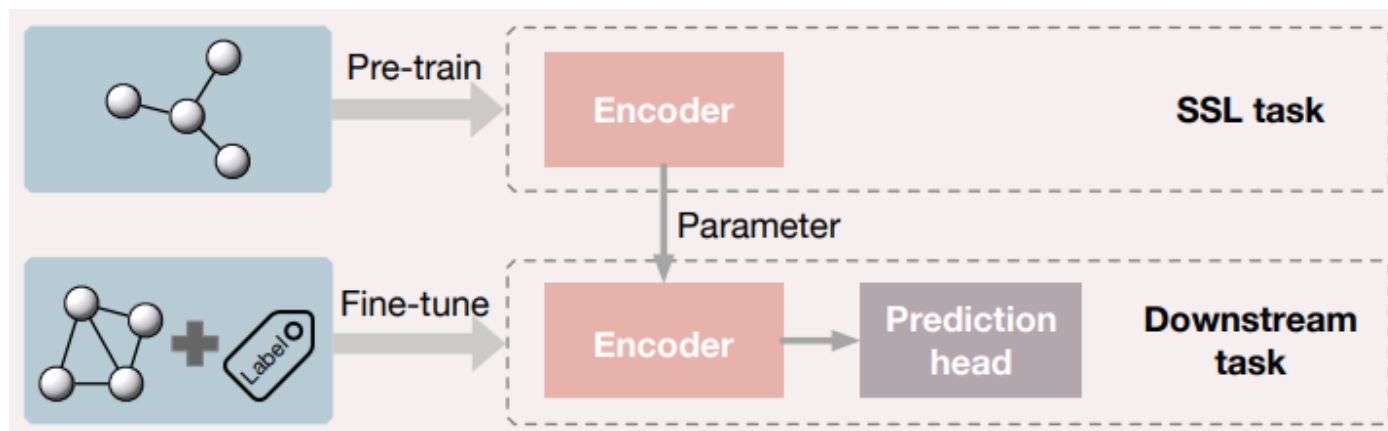 Pre-train
Encoder
SSL task
Parameter
Fine-tune
Label
Encoder
Prediction
head
Downstream
task